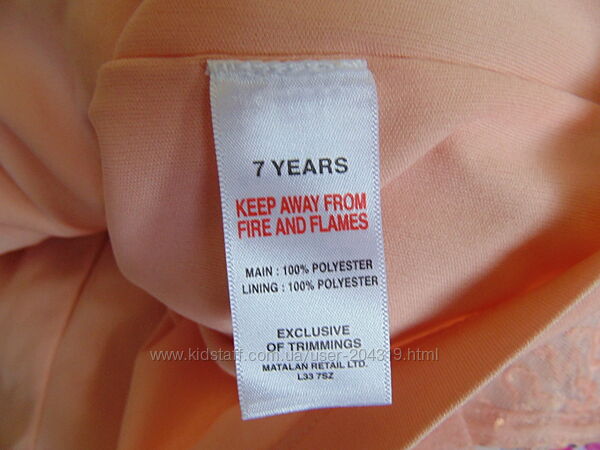 7 YEARS
KEEP AWAY FROM
FIRE AND FLAMES
MAIN : 100% POLYESTER
LINING : 100% POLYESTER
EXCLUSIVE
OF TRIMMINGS
MATALAN RETAIL LTD.
L33 7SZ